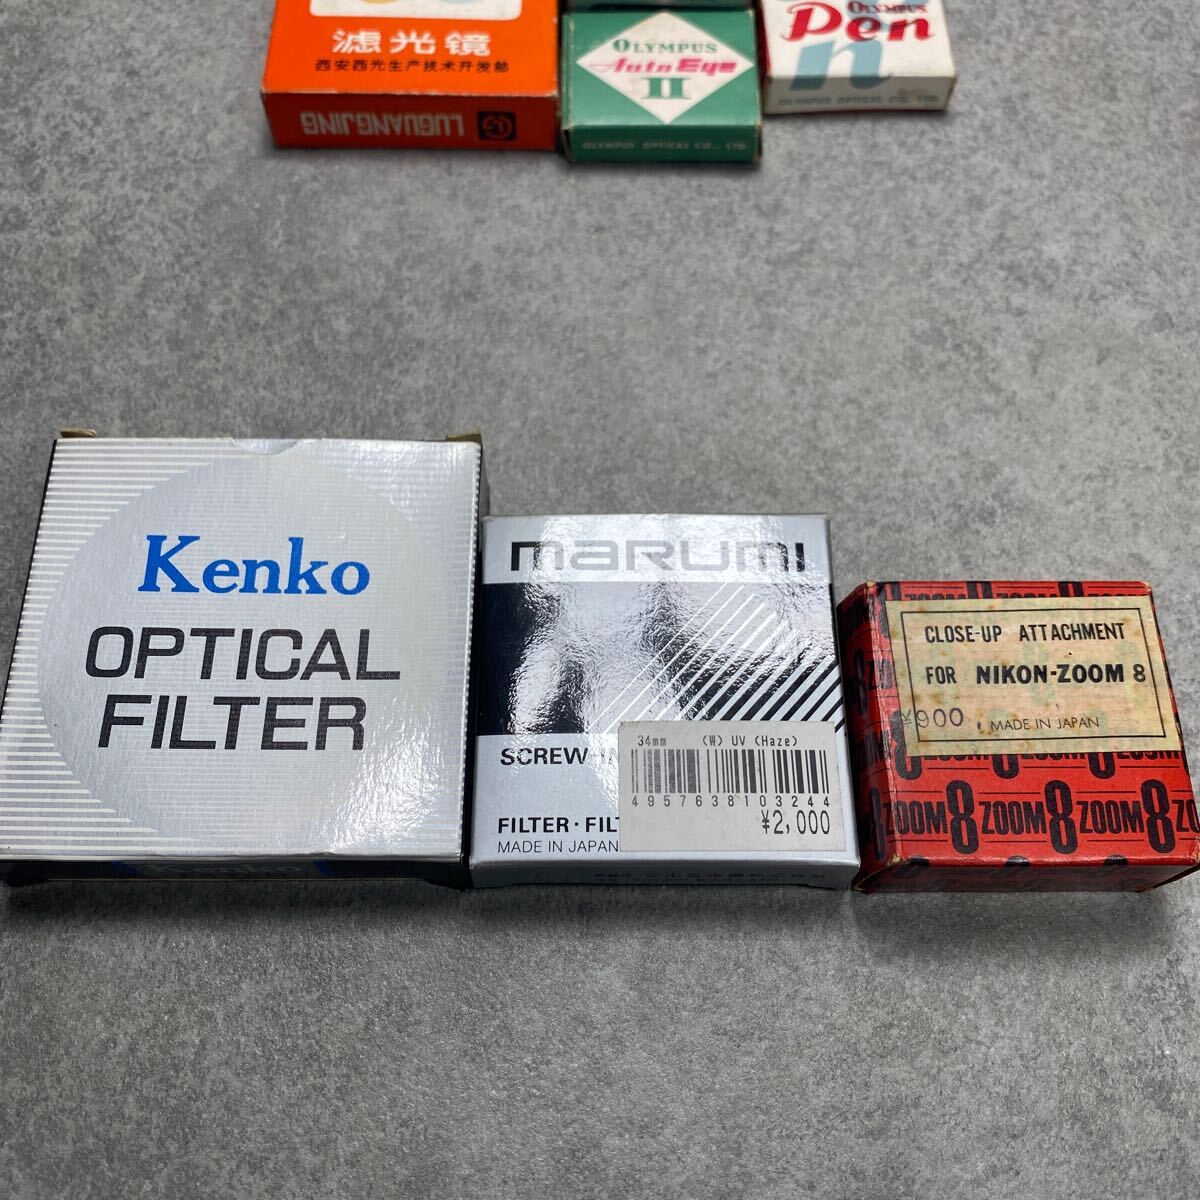 滤光镜
西安西光生产技术开发部
LUGUANGJING
OLYMPUS
Auto Eye
II
OLYMPUS OPTICAL CO., LTD.
OLYMPUS
Pen
n
OLYMPUS OPTICAL CO., LTD.
Kenko
OPTICAL
FILTER
maRUmi
SCREW-IN
34mm (W) UV (Haze)
4957638103244
¥2,000
FILTER · FILT
MADE IN JAPAN
CLOSE-UP ATTACHMENT
FOR NIKON-ZOOM 8
¥900
MADE IN JAPAN
ZOOM 8 ZOOM 8 ZOOM 8